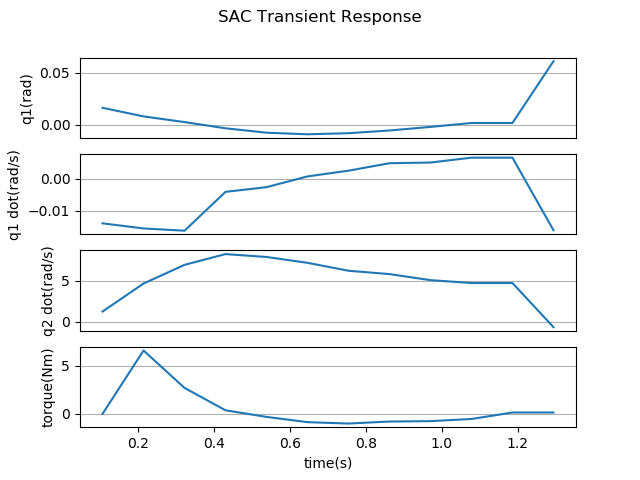 SAC Transient Response
q1(rad)
0.05
0.00
q1 dot(rad/s)
0.00
−0.01
q2 dot(rad/s)
5
0
torque(Nm)
5
0
0.2 0.4 0.6 0.8 1.0 1.2
time(s)